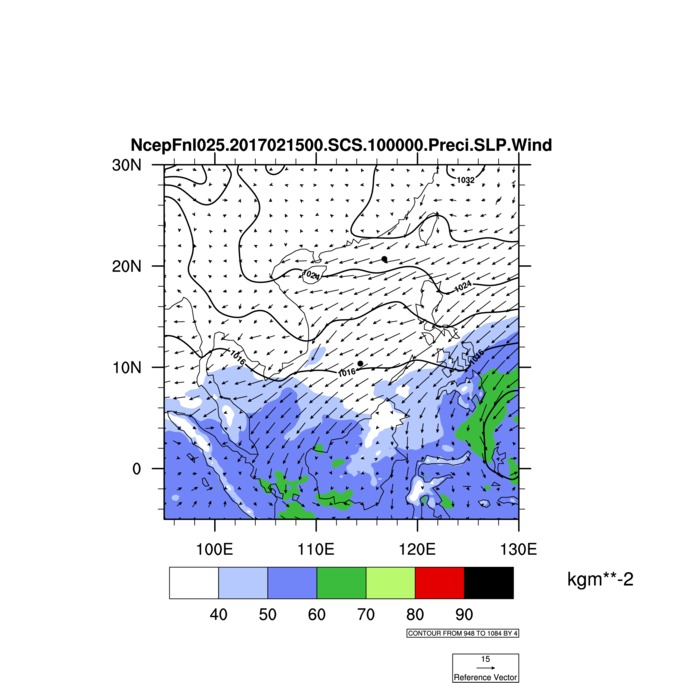 NcepFnl025.2017021500.SCS.100000.Preci.SLP.Wind
30N
1032
20N
1024
1024
10N
1016
1016
1016
0
100E
110E
120E
130E
kgm**-2
40
50
60
70
80
90
CONTOUR FROM 948 TO 1084 BY 4
15
Reference Vector